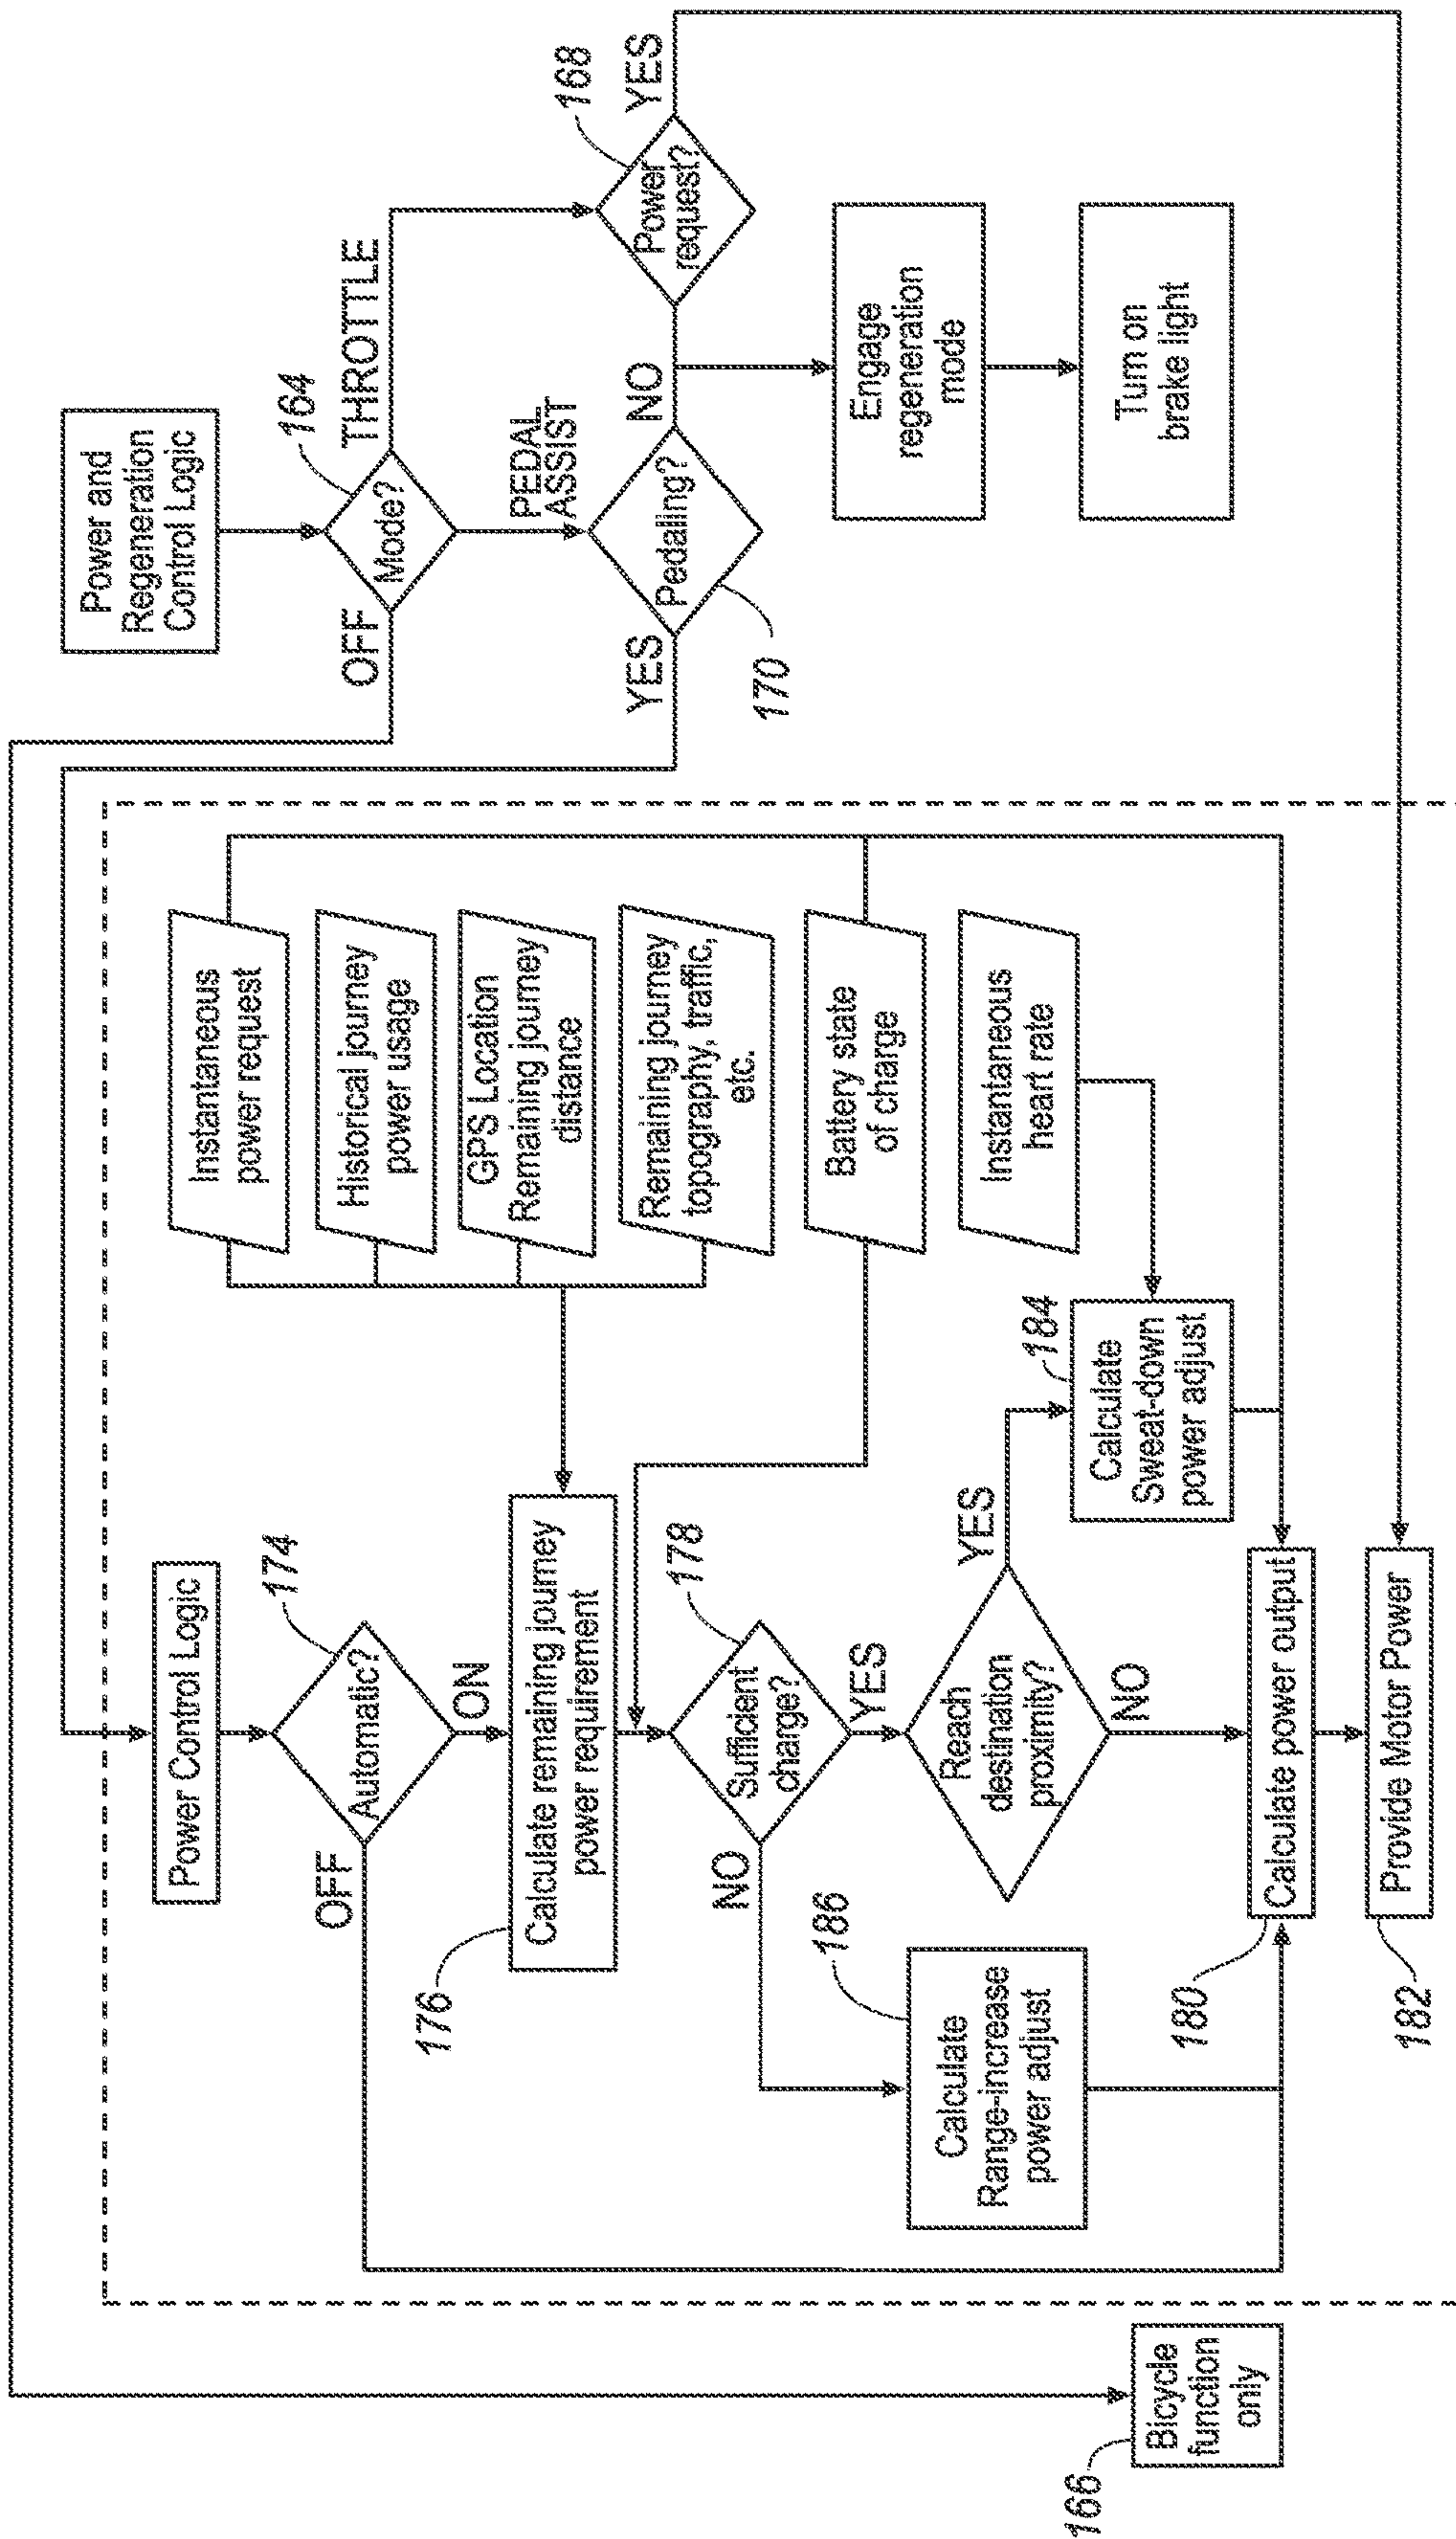 Power and
Regeneration
Control Logic
164
Mode?
OFF
THROTTLE
PEDAL
ASSIST
168
Power
request?
YES
170
Pedaling?
YES
NO
Engage
regeneration
mode
Turn on
brake light
Power Control Logic
174
Automatic?
OFF
ON
176
Calculate remaining journey
power requirement
Instantaneous
power request
Historical journey
power usage
GPS Location
Remaining journey
distance
Remaining journey
topography, traffic,
etc.
Battery state
of charge
Instantaneous
heart rate
178
Sufficient
charge?
NO
YES
186
Calculate
Range-increase
power adjust
Reach
destination
proximity?
YES
NO
184
Calculate
Sweat-down
power adjust
180
Calculate power output
182
Provide Motor Power
166
Bicycle
function
only